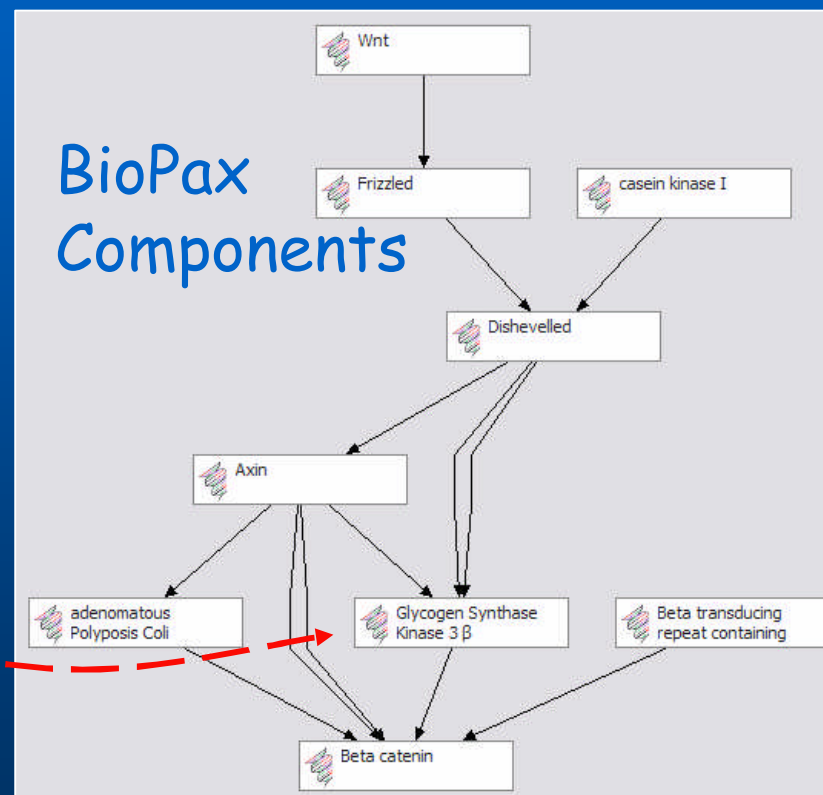 Wnt
BioPax
Components
Frizzled
casein kinase I
Dishevelled
Axin
adenomatous
Polyposis Coli
Glycogen Synthase
Kinase 3β
Beta transducing
repeat containing
Beta catenin